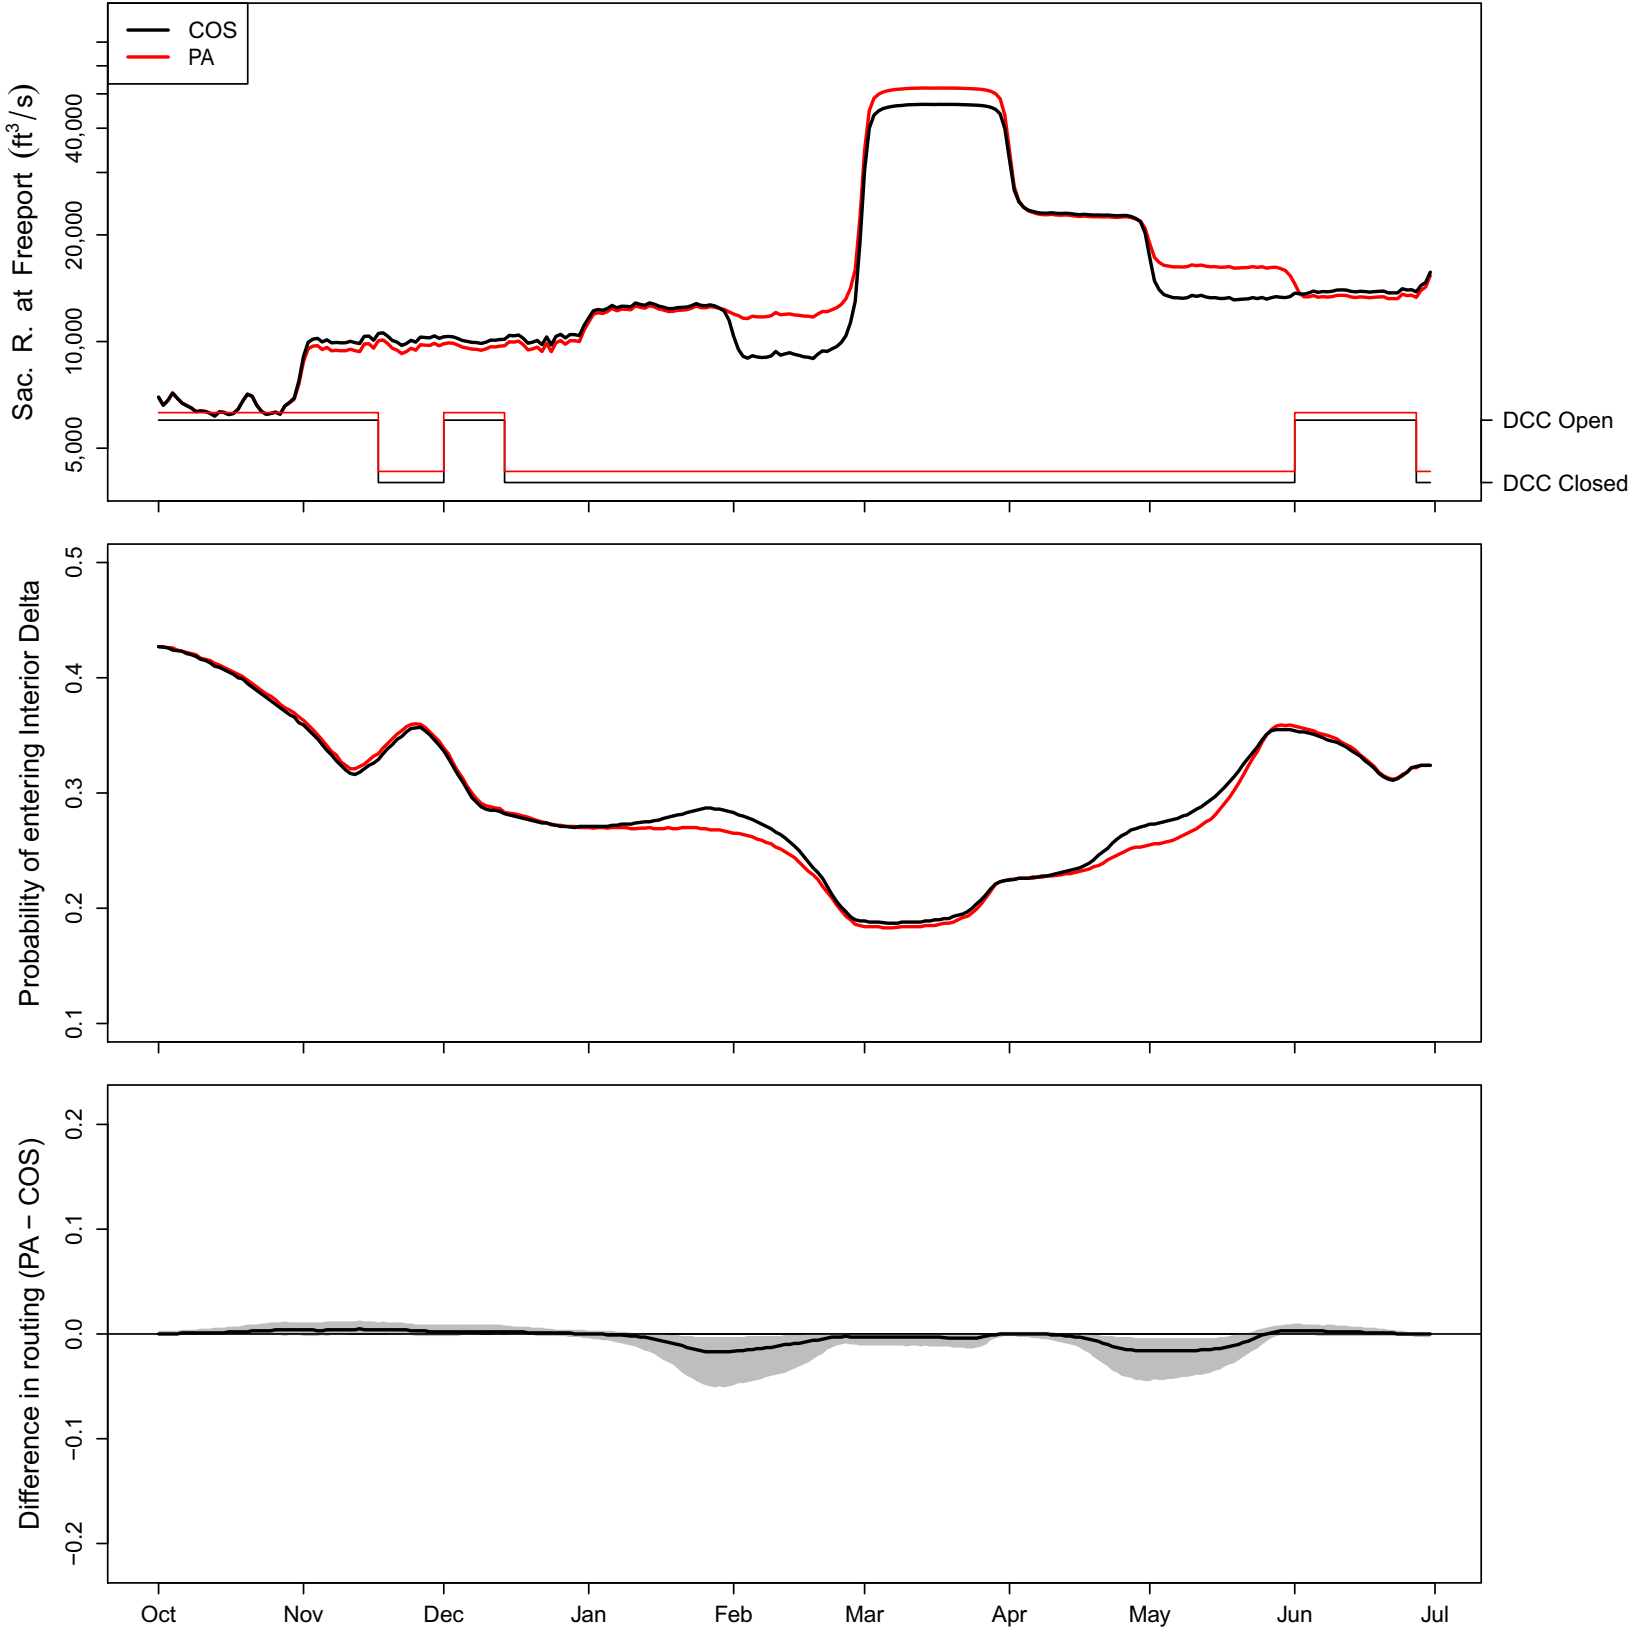 COS
PA
Sac. R. at Freeport (ft³/s)
40,000
20,000
10,000
5,000
DCC Open
DCC Closed
Probability of entering Interior Delta
0.5
0.4
0.3
0.2
0.1
Difference in routing (PA − COS)
0.2
0.1
0.0
−0.1
−0.2
Oct Nov Dec Jan Feb Mar Apr May Jun Jul